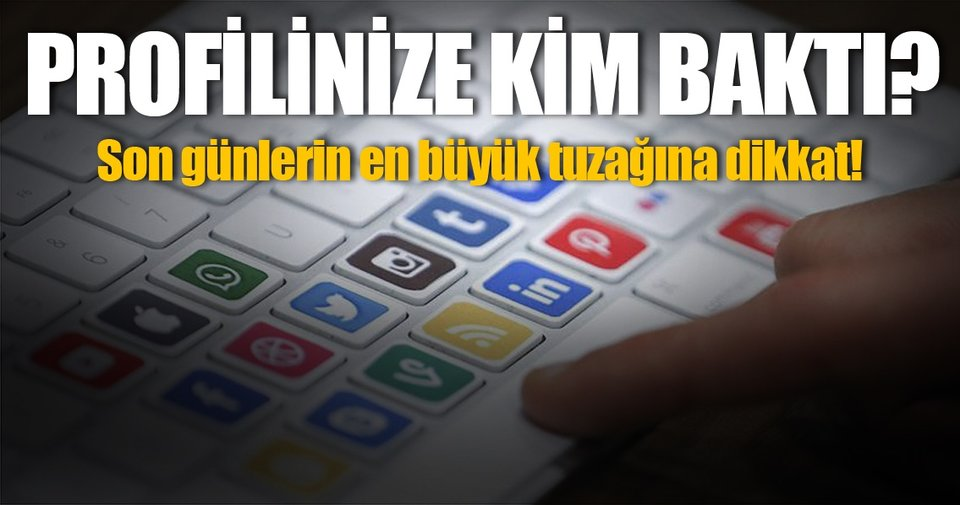 PROFİLİNİZE KİM BAKTI?
Son günlerin en büyük tuzağına dikkat!